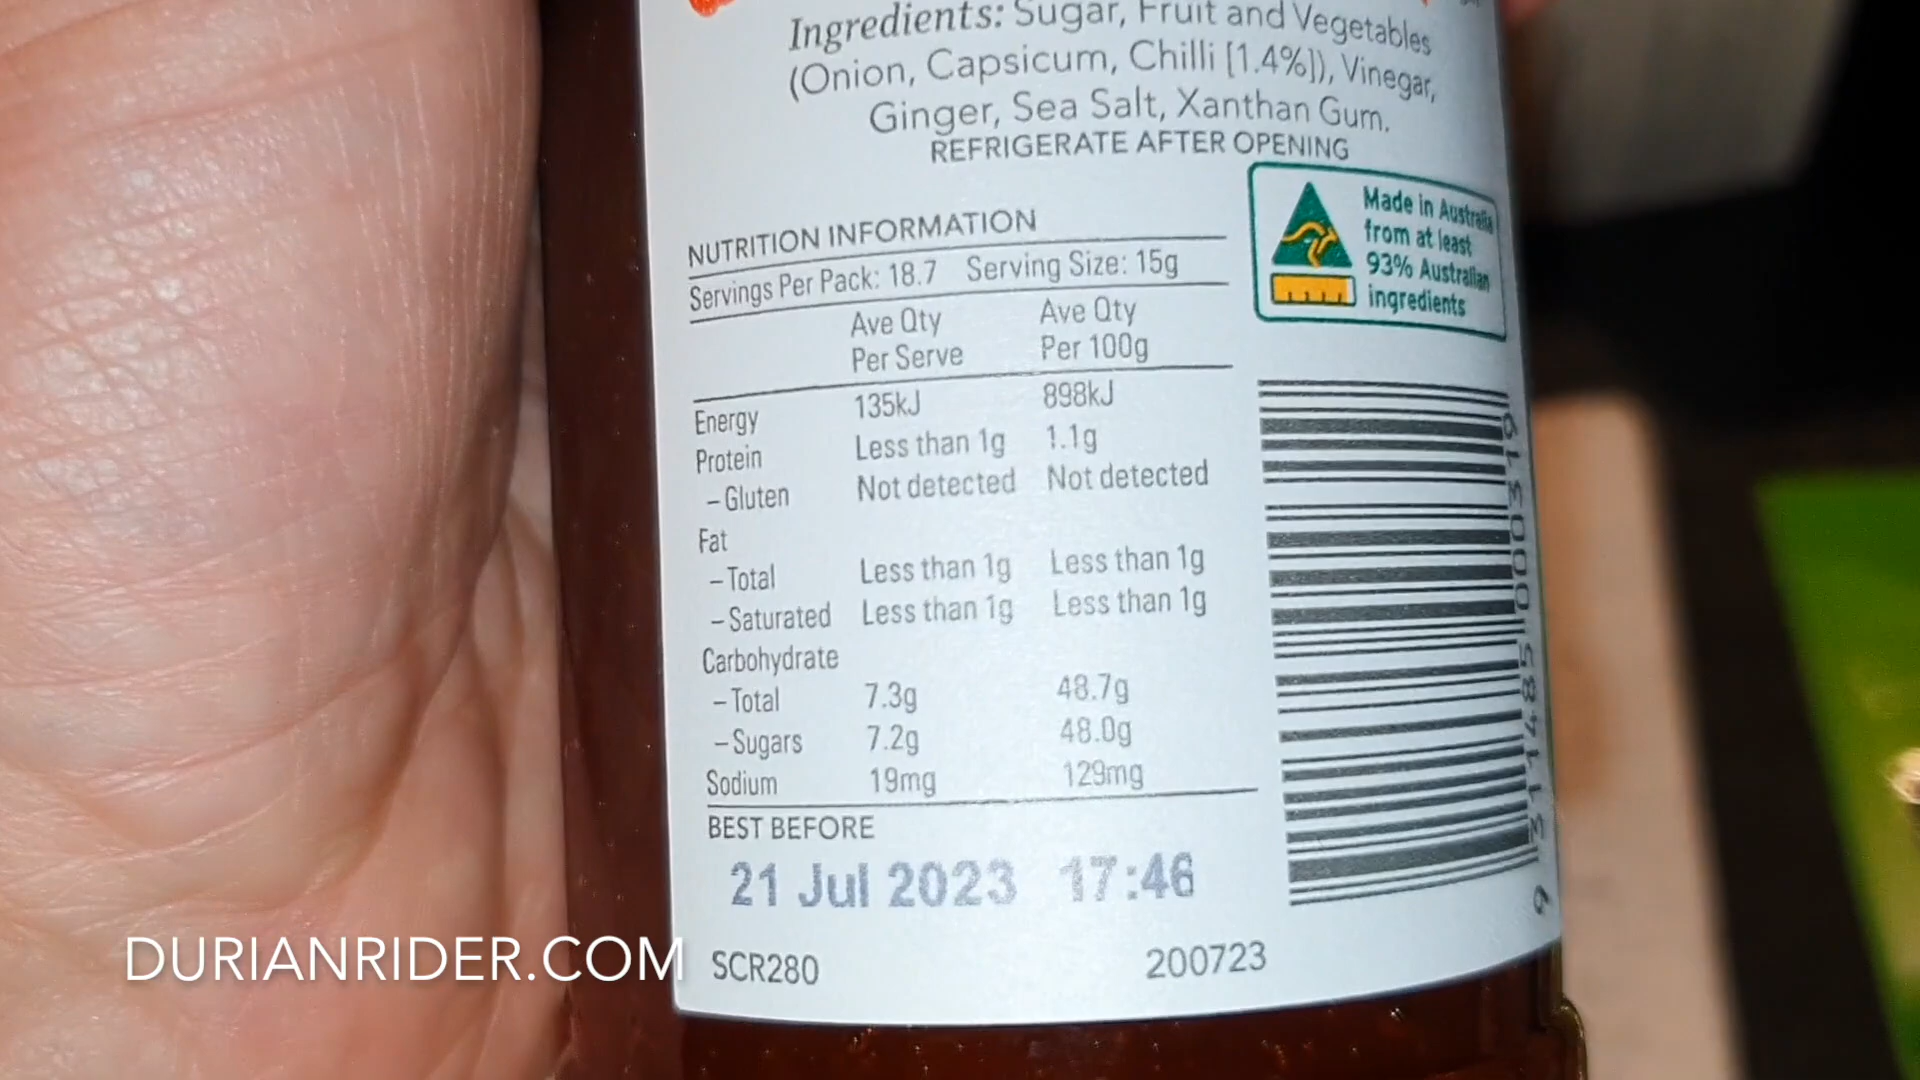 Ingredients: Sugar, Fruit and Vegetables
(Onion, Capsicum, Chilli [1.4%]), Vinegar,
Ginger, Sea Salt, Xanthan Gum.
REFRIGERATE AFTER OPENING
Made in Australia
from at least
93% Australian
ingredients
NUTRITION INFORMATION
Servings Per Pack: 18.7 Serving Size: 15g
Ave Qty Ave Qty
Per Serve Per 100g
Energy 135kJ 898kJ
Protein Less than 1g 1.1g
– Gluten Not detected Not detected
Fat
– Total Less than 1g Less than 1g
– Saturated Less than 1g Less than 1g
Carbohydrate
– Total 7.3g 48.7g
– Sugars 7.2g 48.0g
Sodium 19mg 129mg
BEST BEFORE
21 Jul 2023 17:46
SCR280 200723
9 311485 000319
DURIANRIDER.COM